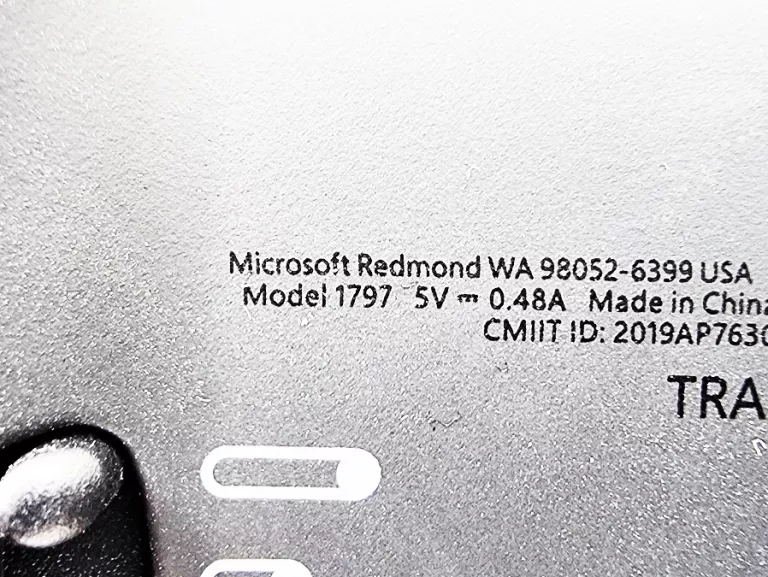 Microsoft Redmond WA 98052-6399 USA
Model 1797 5V ⎓ 0.48A Made in China
CMIIT ID: 2019AP763
TRA